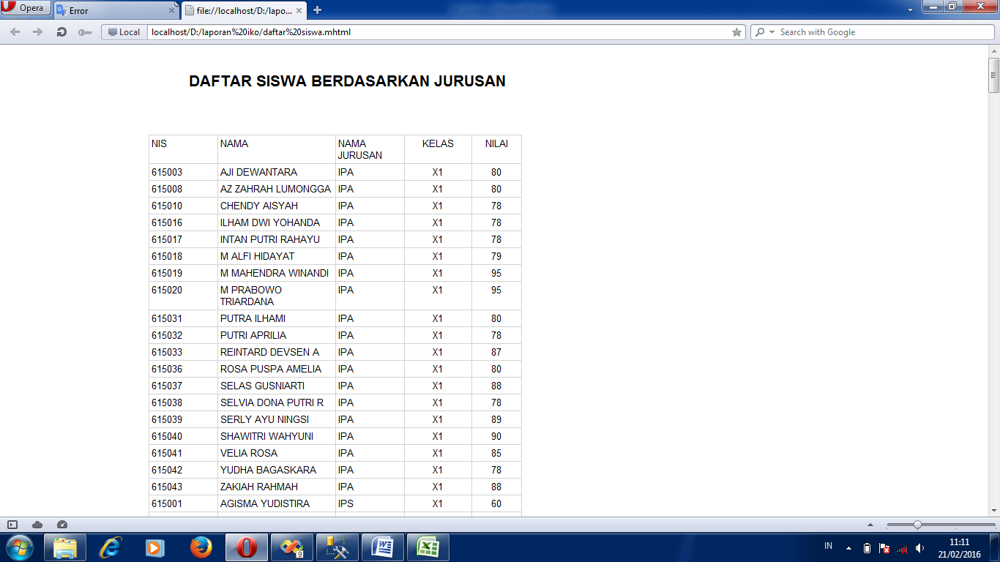 Opera
Error
file://localhost/D:/lapo...
Local
localhost/D:/laporan%20iko/daftar%20siswa.mhtml
Search with Google
DAFTAR SISWA BERDASARKAN JURUSAN
NIS NAMA NAMA JURUSAN KELAS NILAI
615003 AJI DEWANTARA IPA X1 80
615008 AZ ZAHRAH LUMONGGA IPA X1 80
615010 CHENDY AISYAH IPA X1 78
615016 ILHAM DWI YOHANDA IPA X1 78
615017 INTAN PUTRI RAHAYU IPA X1 78
615018 M ALFI HIDAYAT IPA X1 79
615019 M MAHENDRA WINANDI IPA X1 95
615020 M PRABOWO TRIARDANA IPA X1 95
615031 PUTRA ILHAMI IPA X1 80
615032 PUTRI APRILIA IPA X1 78
615033 REINTARD DEVSEN A IPA X1 87
615036 ROSA PUSPA AMELIA IPA X1 80
615037 SELAS GUSNIARTI IPA X1 88
615038 SELVIA DONA PUTRI R IPA X1 78
615039 SERLY AYU NINGSI IPA X1 89
615040 SHAWITRI WAHYUNI IPA X1 90
615041 VELIA ROSA IPA X1 85
615042 YUDHA BAGASKARA IPA X1 78
615043 ZAKIAH RAHMAH IPA X1 88
615001 AGISMA YUDISTIRA IPS X1 60
9
IN
11:11
21/02/2016